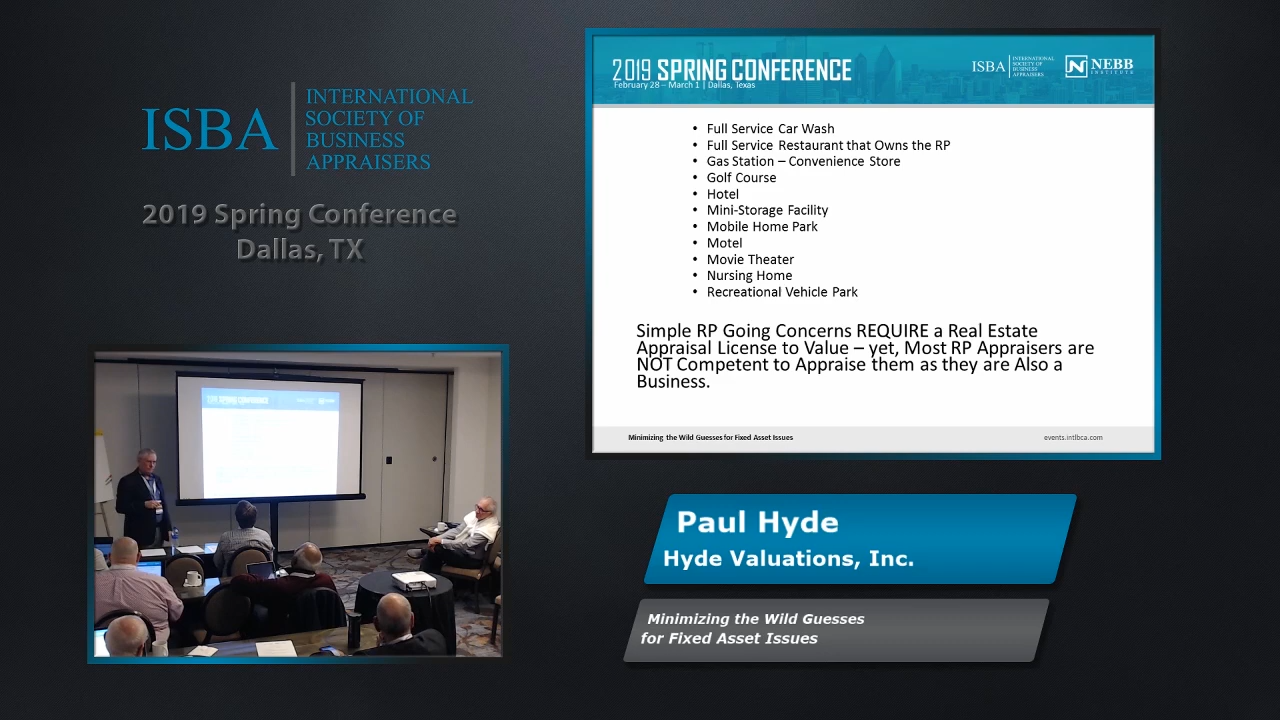 ISBA
INTERNATIONAL
SOCIETY OF
BUSINESS
APPRAISERS
2019 Spring Conference
Dallas, TX
2019 SPRING CONFERENCE
February 28 – March 1 | Dallas, Texas
ISBA
INTERNATIONAL
SOCIETY OF
BUSINESS
APPRAISERS
N NEBB
INSTITUTE
• Full Service Car Wash
• Full Service Restaurant that Owns the RP
• Gas Station – Convenience Store
• Golf Course
• Hotel
• Mini-Storage Facility
• Mobile Home Park
• Motel
• Movie Theater
• Nursing Home
• Recreational Vehicle Park
Simple RP Going Concerns REQUIRE a Real Estate
Appraisal License to Value – yet, Most RP Appraisers are
NOT Competent to Appraise them as they are Also a
Business.
Minimizing the Wild Guesses for Fixed Asset Issues
events.intlbca.com
Paul Hyde
Hyde Valuations, Inc.
Minimizing the Wild Guesses
for Fixed Asset Issues